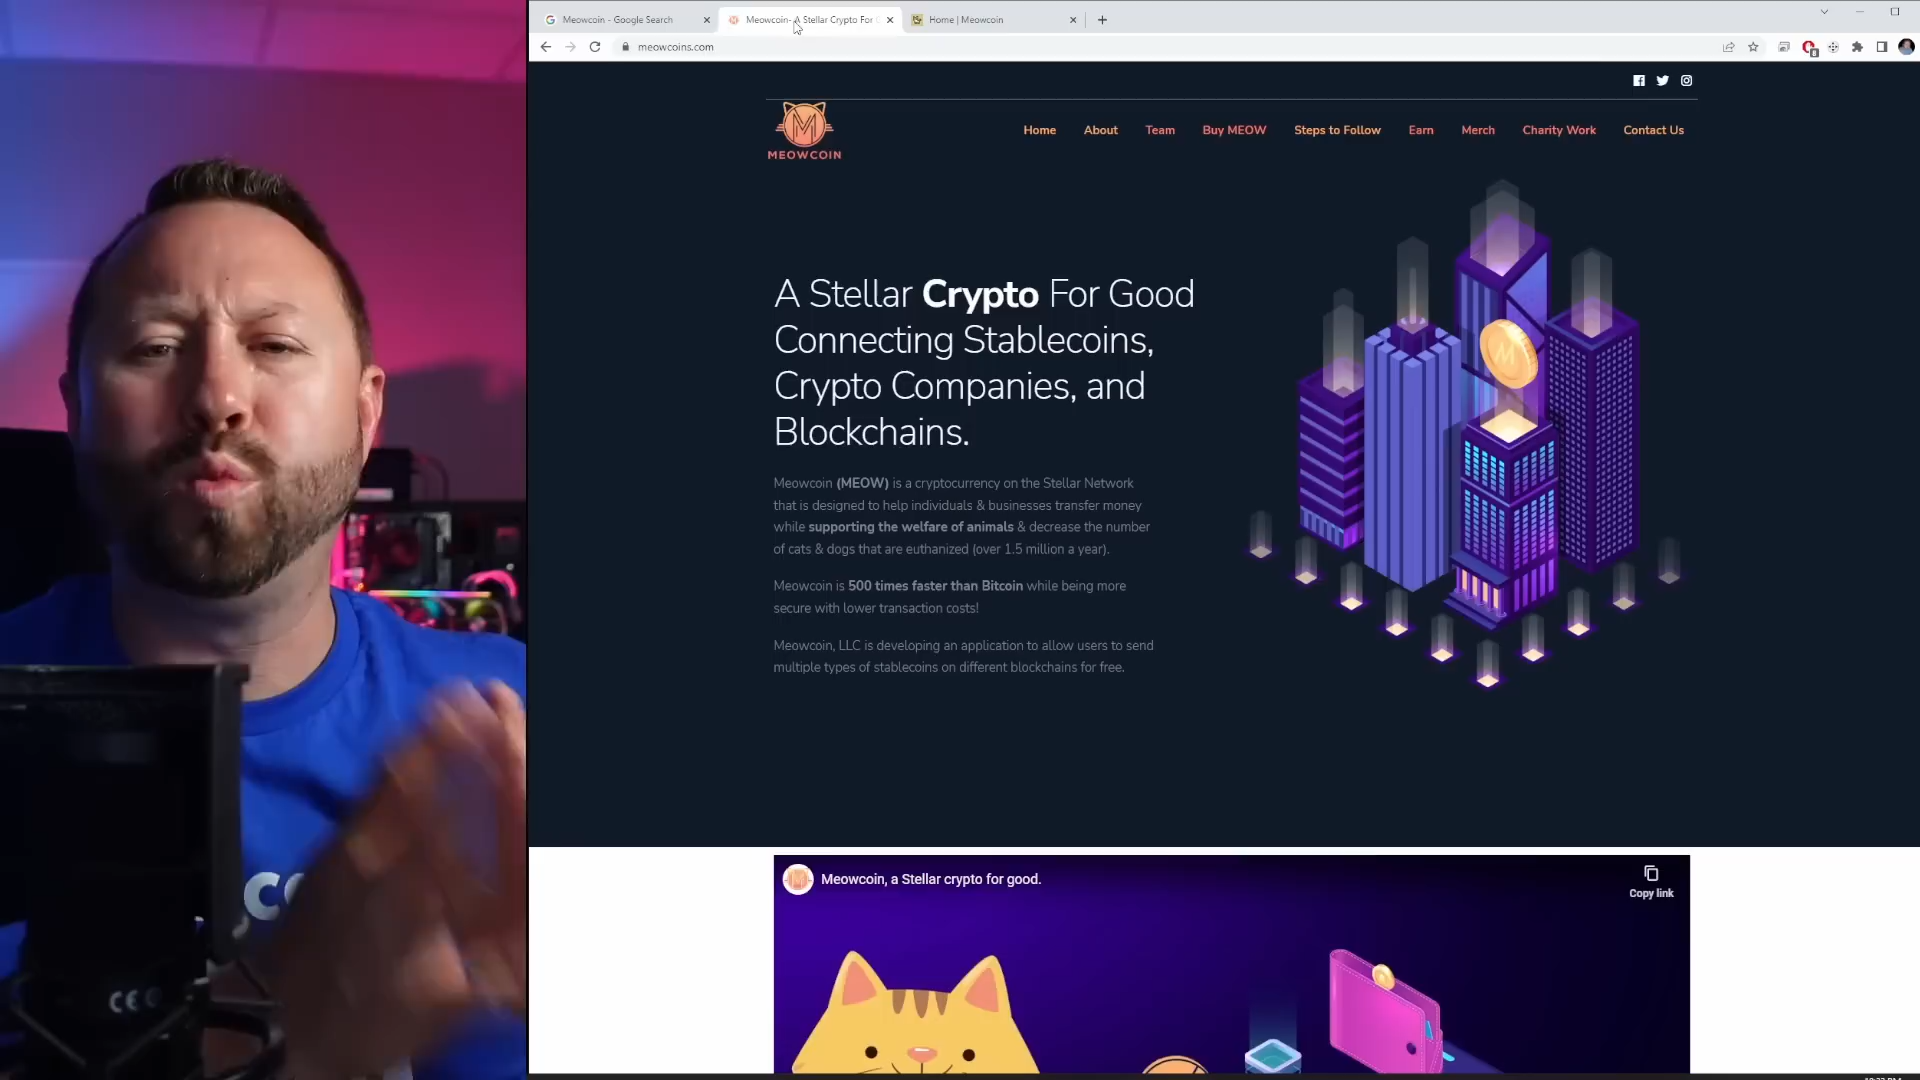 Meowcoin - Google Search
Meowcoin- A Stellar Crypto For
Home | Meowcoin
meowcoins.com
MEOWCOIN
Home About Team Buy MEOW Steps to Follow Earn Merch Charity Work Contact Us
A Stellar Crypto For Good
Connecting Stablecoins,
Crypto Companies, and
Blockchains.
Meowcoin (MEOW) is a cryptocurrency on the Stellar Network
that is designed to help individuals & businesses transfer money
while supporting the welfare of animals & decrease the number
of cats & dogs that are euthanized (over 1.5 million a year).
Meowcoin is 500 times faster than Bitcoin while being more
secure with lower transaction costs!
Meowcoin, LLC is developing an application to allow users to send
multiple types of stablecoins on different blockchains for free.
Meowcoin, a Stellar crypto for good.
Copy link